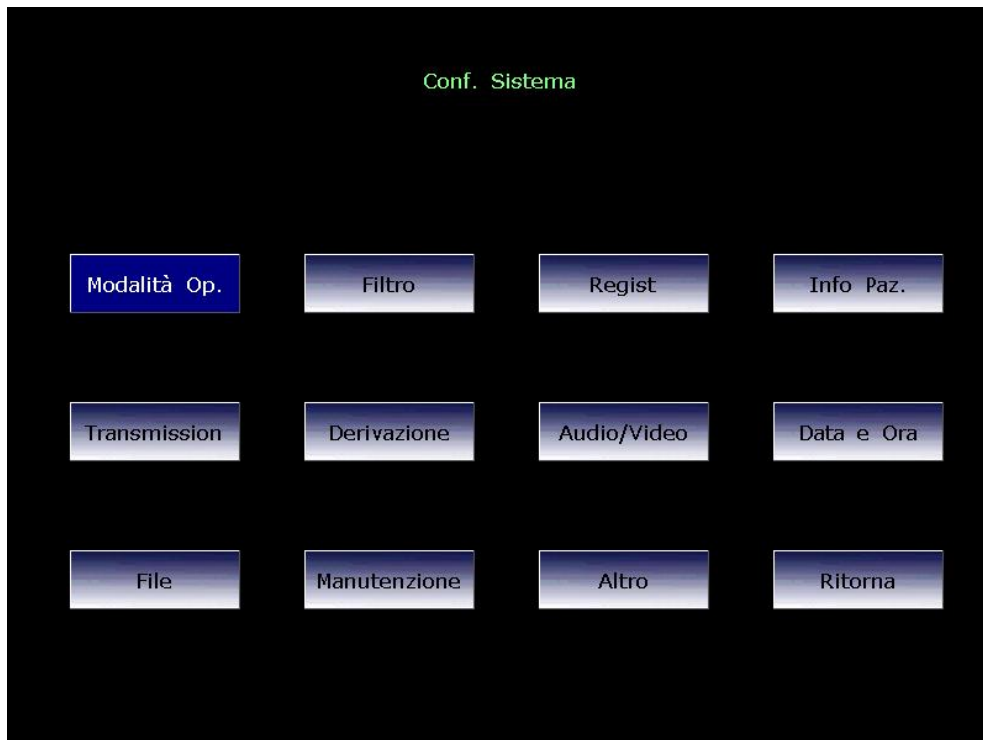 Conf. Sistema
Modalità Op.
Filtro
Regist
Info Paz.
Transmission
Derivazione
Audio/Video
Data e Ora
File
Manutenzione
Altro
Ritorna